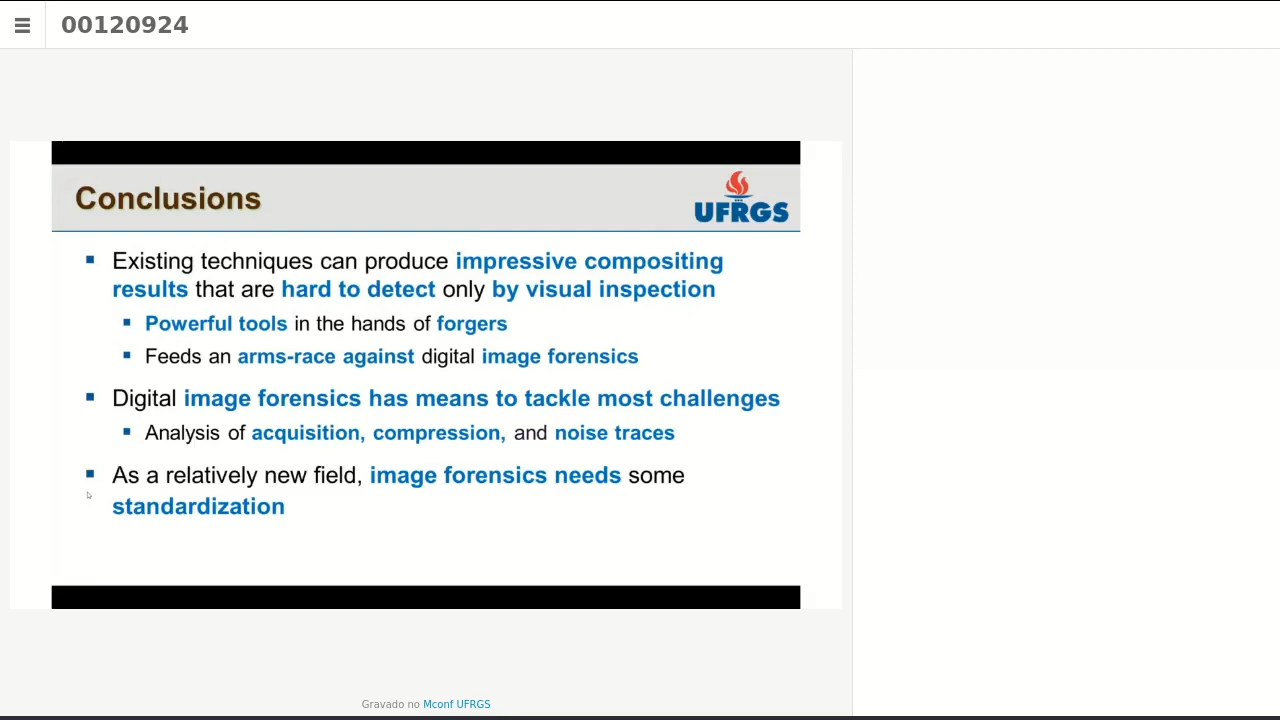 00120924
Conclusions
UFRGS
Existing techniques can produce impressive compositing
results that are hard to detect only by visual inspection
Powerful tools in the hands of forgers
Feeds an arms-race against digital image forensics
Digital image forensics has means to tackle most challenges
Analysis of acquisition, compression, and noise traces
As a relatively new field, image forensics needs some
standardization
Gravado no Mconf UFRGS